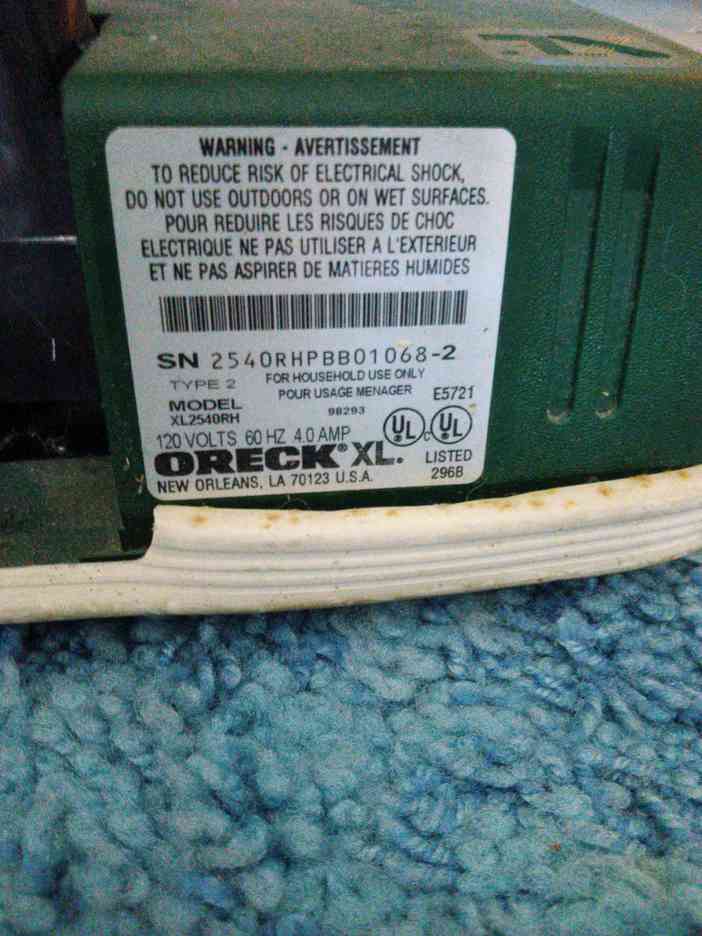 WARNING - AVERTISSEMENT
TO REDUCE RISK OF ELECTRICAL SHOCK,
DO NOT USE OUTDOORS OR ON WET SURFACES.
POUR REDUIRE LES RISQUES DE CHOC
ELECTRIQUE NE PAS UTILISER A L'EXTERIEUR
ET NE PAS ASPIRER DE MATIERES HUMIDES
SN 2540RHPBB01068-2
TYPE 2 FOR HOUSEHOLD USE ONLY
POUR USAGE MENAGER E5721
MODEL 98293
XL2540RH
UL C UL
120 VOLTS 60 HZ 4.0 AMP
ORECK® XL. LISTED
NEW ORLEANS, LA 70123 U.S.A. 296B